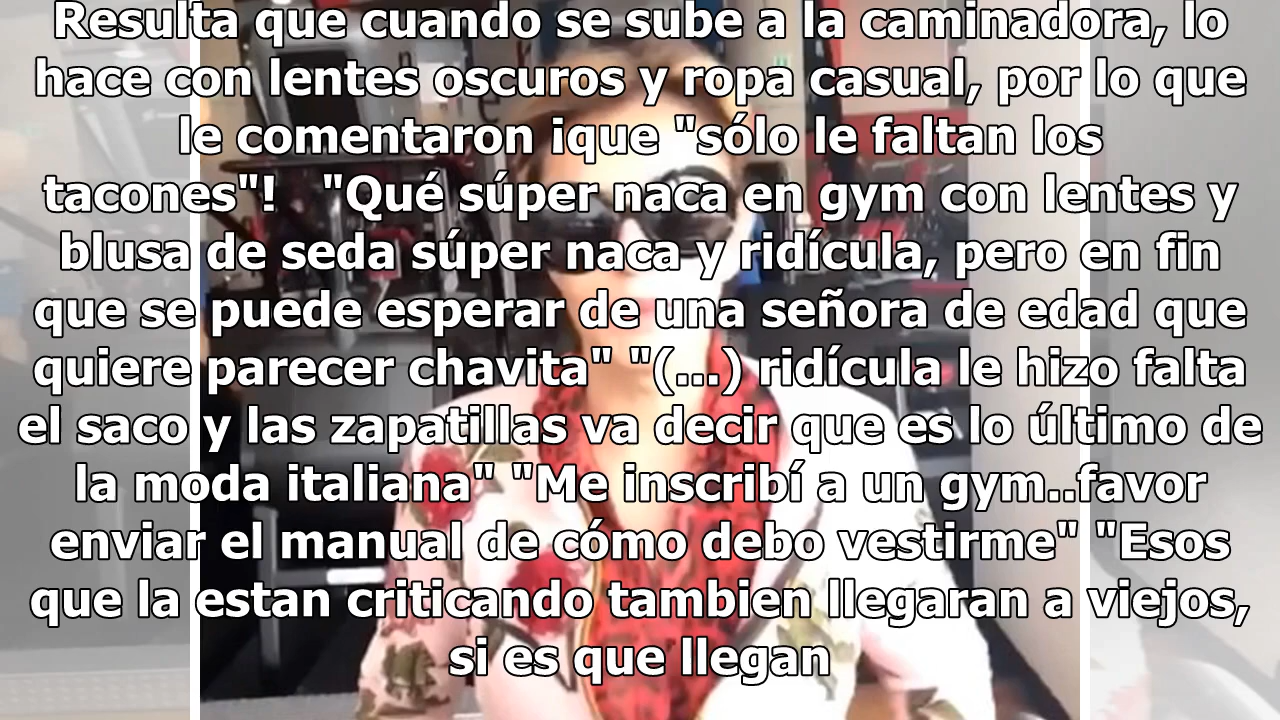 Resulta que cuando se sube a la caminadora, lo
hace con lentes oscuros y ropa casual, por lo que
le comentaron ¡que "sólo le faltan los
tacones"! "Qué súper naca en gym con lentes y
blusa de seda súper naca y ridícula, pero en fin
que se puede esperar de una señora de edad que
quiere parecer chavita" "(...) ridícula le hizo falta
el saco y las zapatillas va decir que es lo último de
la moda italiana" "Me inscribí a un gym..favor
enviar el manual de cómo debo vestirme" "Esos
que la estan criticando tambien llegaran a viejos,
si es que llegan